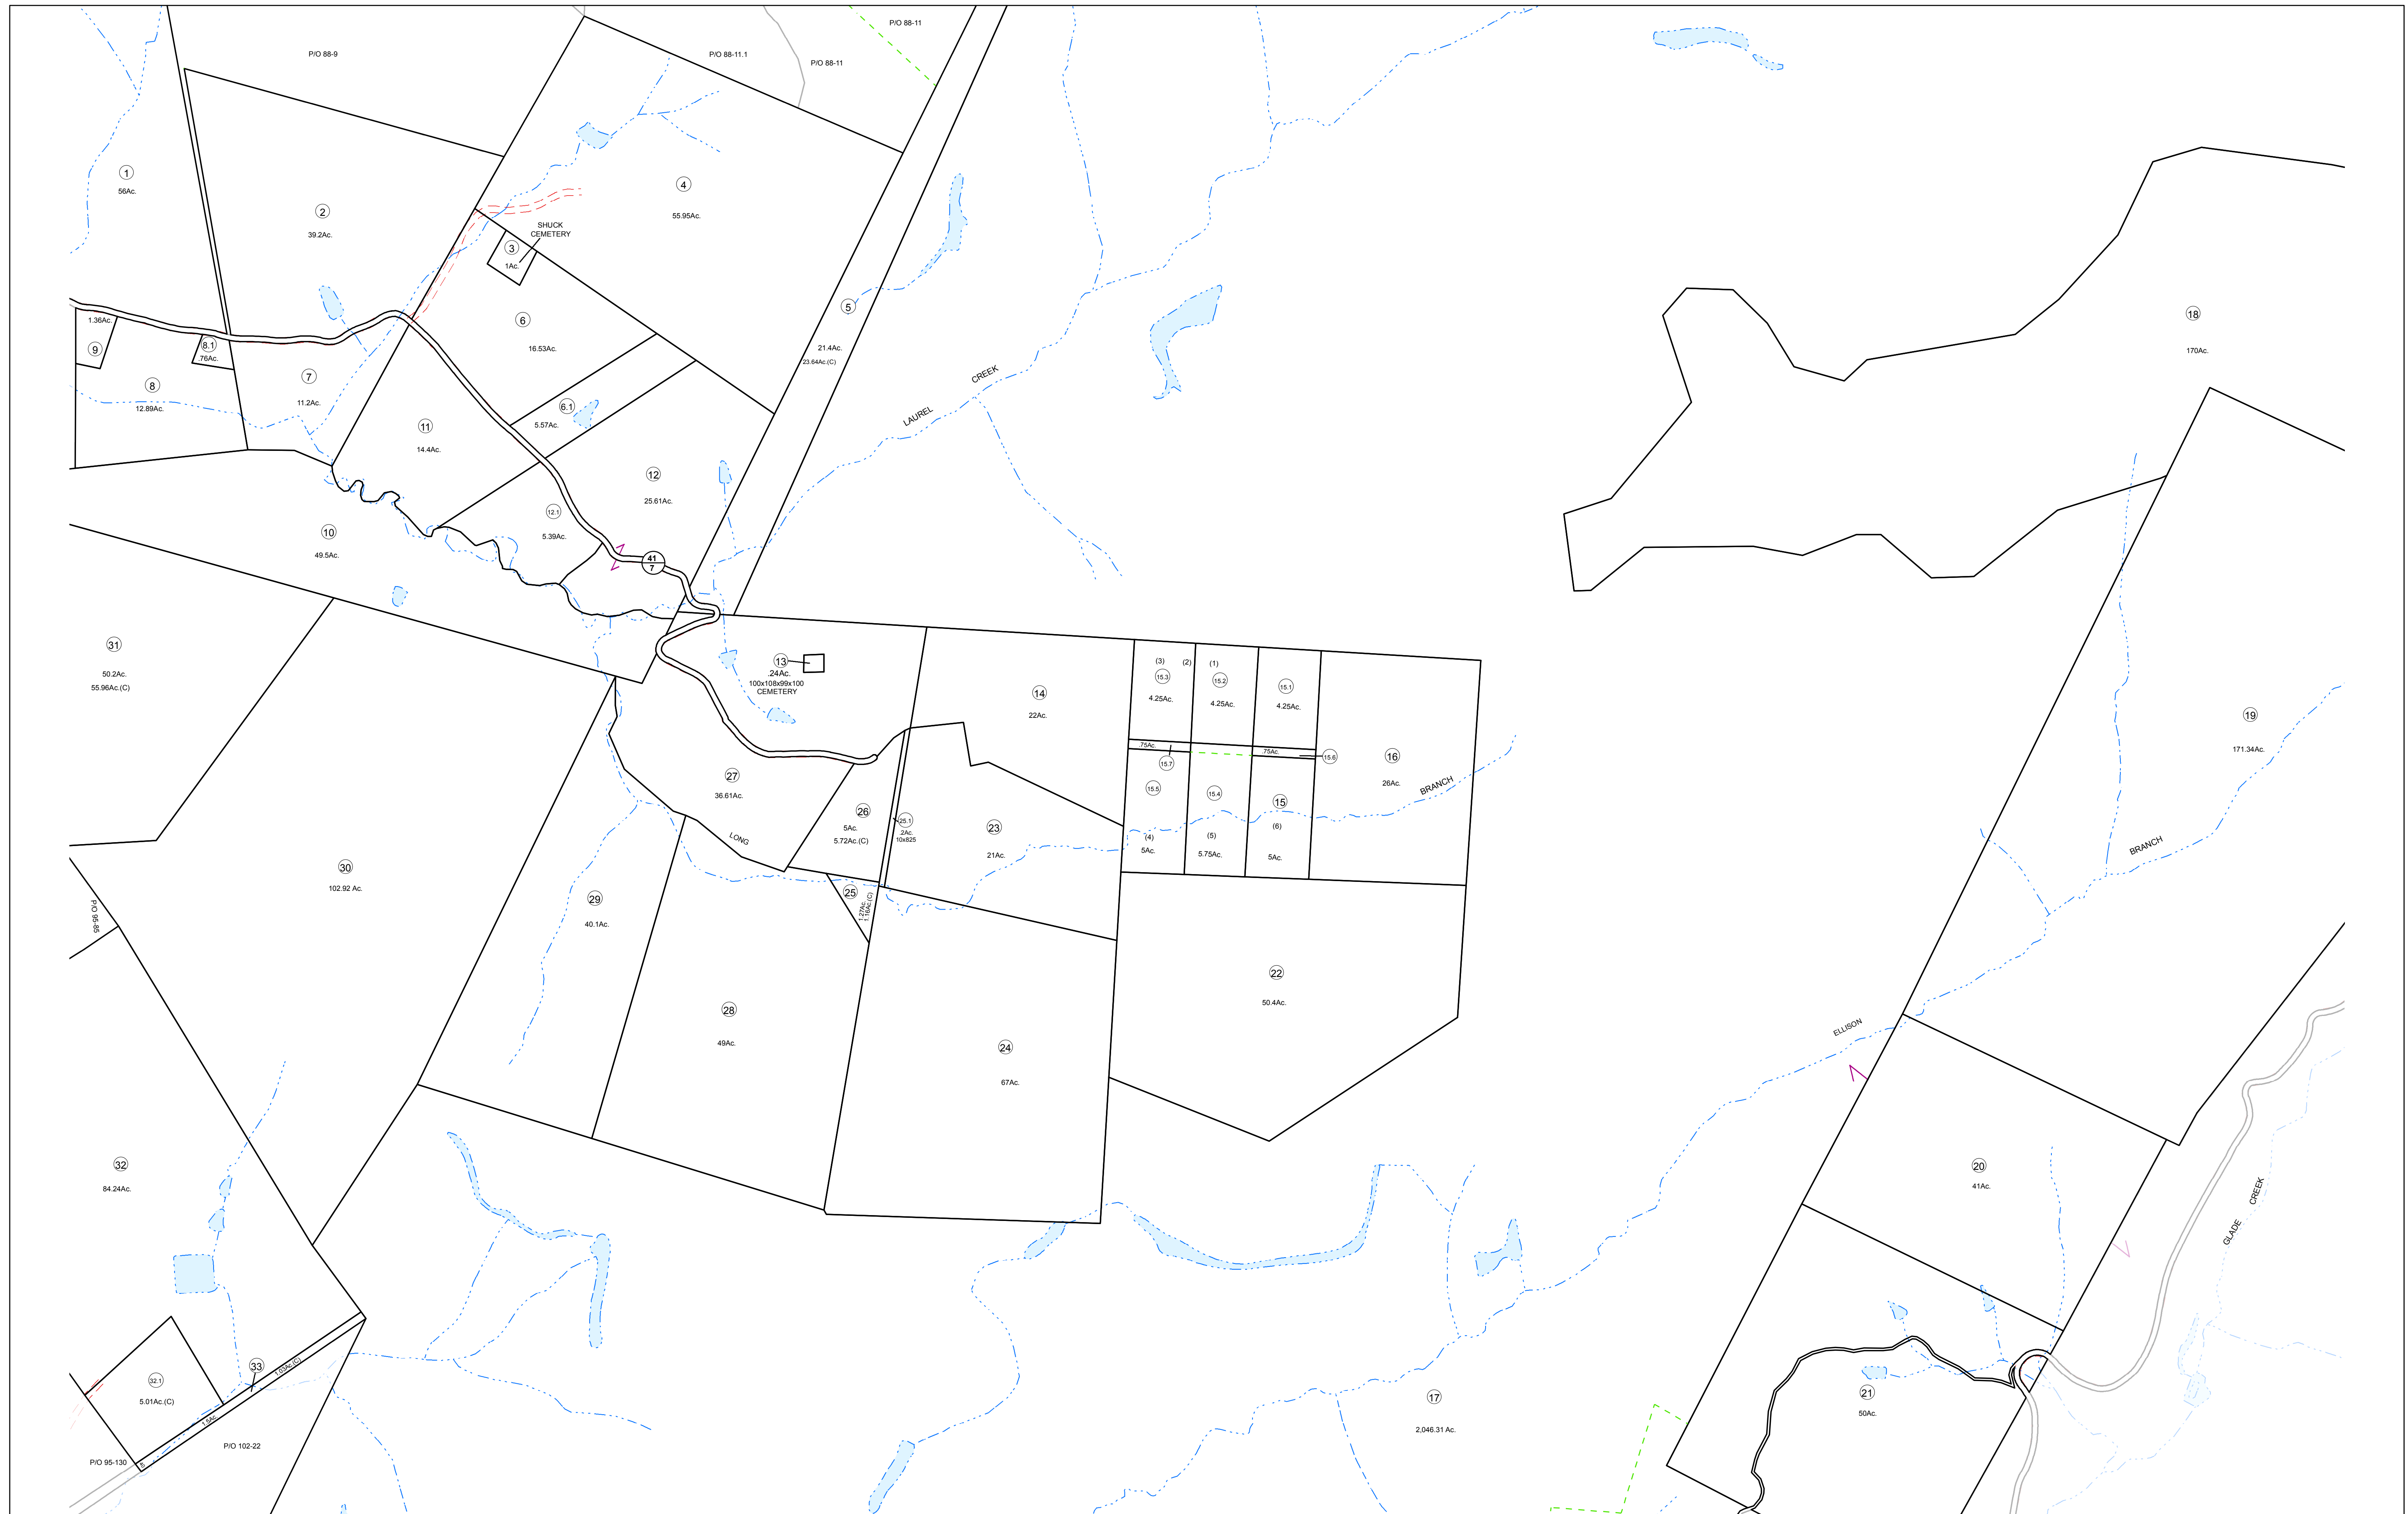 P/O 88-11
P/O 88-9
P/O 88-11.1
P/O 88-11
1
56Ac.
2
39.2Ac.
4
55.95Ac.
SHUCK
CEMETERY
3
1Ac.
5
21.4Ac.
23.64Ac.(C)
18
170Ac.
1.36Ac.
9
8.1
.76Ac.
6
16.53Ac.
8
12.89Ac.
7
11.2Ac.
6.1
5.57Ac.
CREEK
LAUREL
11
14.4Ac.
12
25.61Ac.
12.1
5.39Ac.
10
49.5Ac.
41
7
31
50.2Ac.
55.96Ac.(C)
13
.24Ac.
100x108x99x100
CEMETERY
14
22Ac.
(3)
(2)
(1)
15.3
15.2
15.1
4.25Ac.
4.25Ac.
4.25Ac.
19
171.34Ac.
.75Ac.
.75Ac.
15.7
15.6
16
26Ac.
BRANCH
27
36.61Ac.
15.5
15.4
15
(4)
(5)
(6)
5Ac.
5.75Ac.
5Ac.
26
5Ac.
5.72Ac.(C)
25.1
.2Ac.
10x825
23
21Ac.
LONG
BRANCH
30
102.92 Ac.
29
40.1Ac.
25
1.27Ac.
1.18Ac.(C)
P/O 95-85
22
50.4Ac.
28
49Ac.
24
67Ac.
ELLISON
32
84.24Ac.
20
41Ac.
CREEK
GLADE
33
1.03Ac.(C)
32.1
5.01Ac.(C)
1.5Ac.
21
50Ac.
17
2,046.31 Ac.
P/O 102-22
P/O 95-130